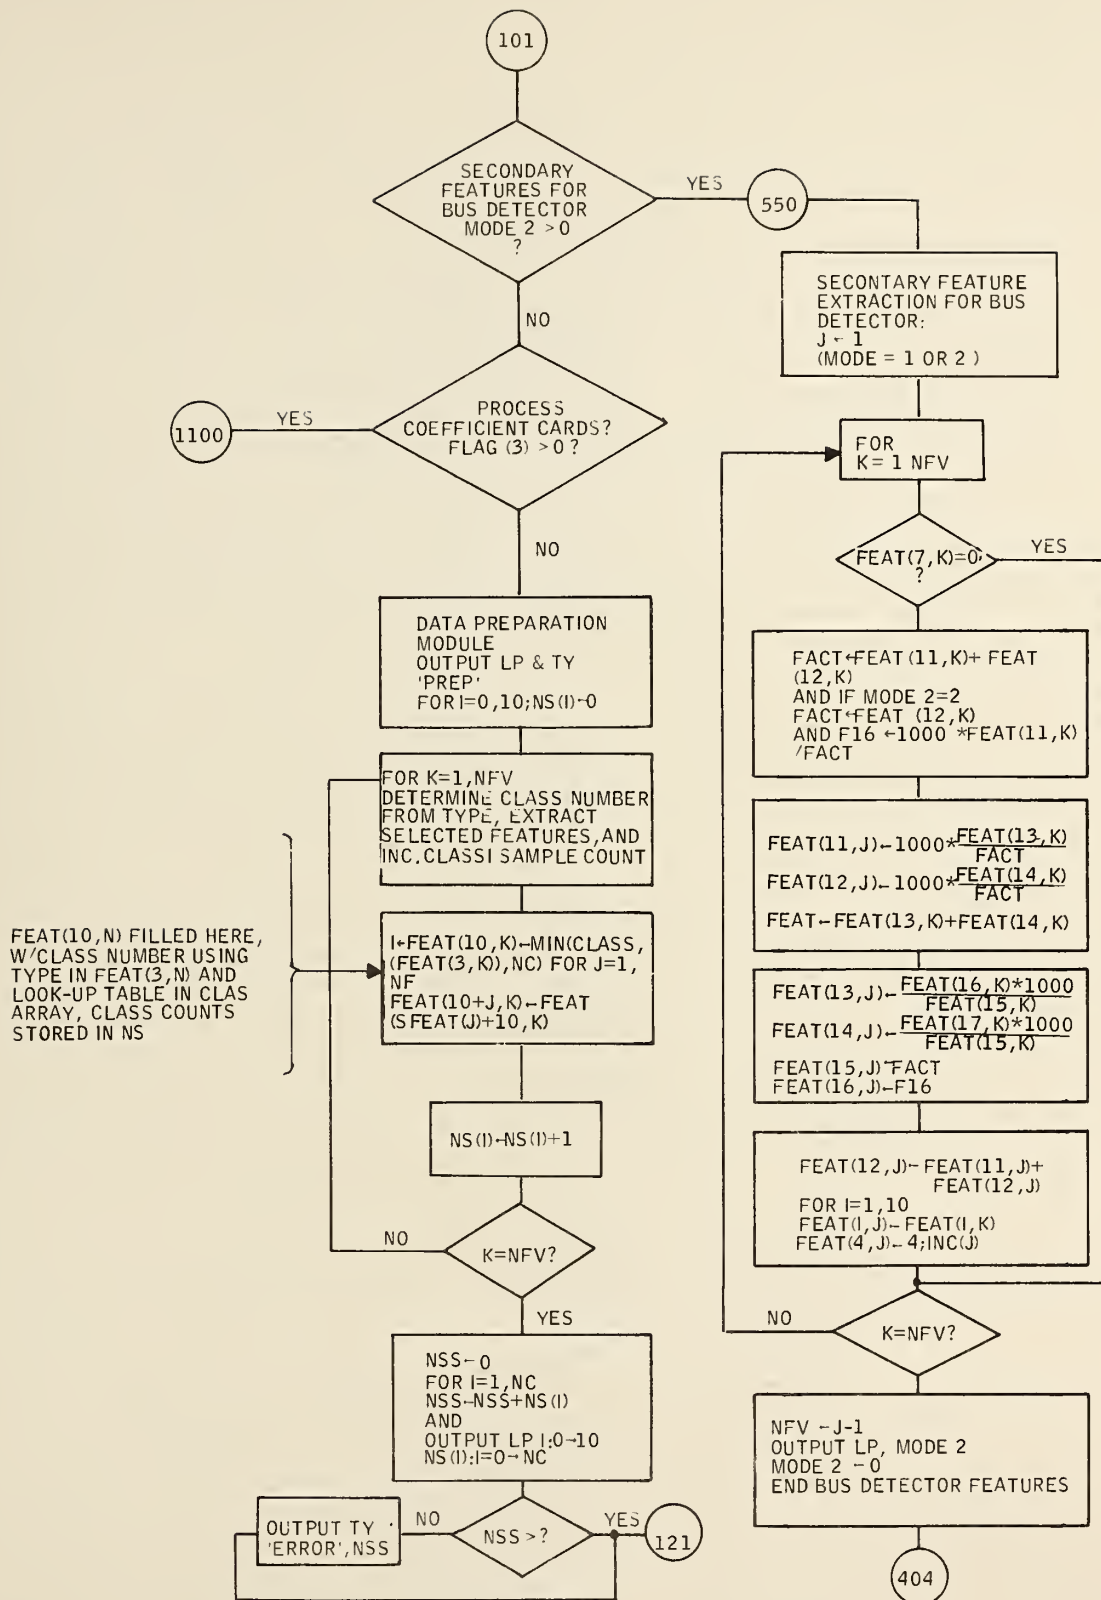 101
SECONDARY
FEATURES FOR
BUS DETECTOR
MODE 2 >0
?
YES
550
NO
SECONTARY FEATURE
EXTRACTION FOR BUS
DETECTOR:
J ← 1
(MODE = 1 OR 2 )
PROCESS
COEFFICIENT CARDS?
FLAG (3) >0 ?
YES
1100
NO
FOR
K= 1 NFV
FEAT(7,K)=0
?
YES
DATA PREPARATION
MODULE
OUTPUT LP & TY
'PREP'
FOR I=0,10;NS(I)←0
FACT←FEAT (11,K)+ FEAT
(12,K)
AND IF MODE 2=2
FACT←FEAT (12,K)
AND F16 ←1000 *FEAT(11,K)
/FACT
FOR K=1,NFV
DETERMINE CLASS NUMBER
FROM TYPE, EXTRACT
SELECTED FEATURES, AND
INC. CLASSI SAMPLE COUNT
FEAT(11,J)←1000*FEAT(13,K)
FACT
FEAT(12,J)←1000*FEAT(14,K)
FACT
FEAT←FEAT(13,K)+FEAT(14,K)
FEAT(10,N) FILLED HERE,
W/CLASS NUMBER USING
TYPE IN FEAT(3,N) AND
LOOK-UP TABLE IN CLAS
ARRAY, CLASS COUNTS
STORED IN NS
I←FEAT(10,K)←MIN(CLASS,
(FEAT(3,K)),NC) FOR J=1,
NF
FEAT(10+J,K)←FEAT
(SFEAT(J)+10,K)
FEAT(13,J)←FEAT(16,K)*1000
FEAT(15,K)
FEAT(14,J)←FEAT(17,K)*1000
FEAT(15,K)
FEAT(15,J)←FACT
FEAT(16,J)←F16
NS(I)←NS(I)+1
FEAT(12,J)←FEAT(11,J)+
FEAT(12,J)
FOR I=1,10
FEAT(I,J)←FEAT(I,K)
FEAT(4,J)←4;INC(J)
NO
K=NFV?
YES
NO
K=NFV?
NSS←0
FOR I=1,NC
NSS←NSS+NS(I)
AND
OUTPUT LP I:0→10
NS(I):I=0→NC
NFV ←J-1
OUTPUT LP, MODE 2
MODE 2 ←0
END BUS DETECTOR FEATURES
OUTPUT TY
'ERROR',NSS
NO
NSS >?
YES
121
404